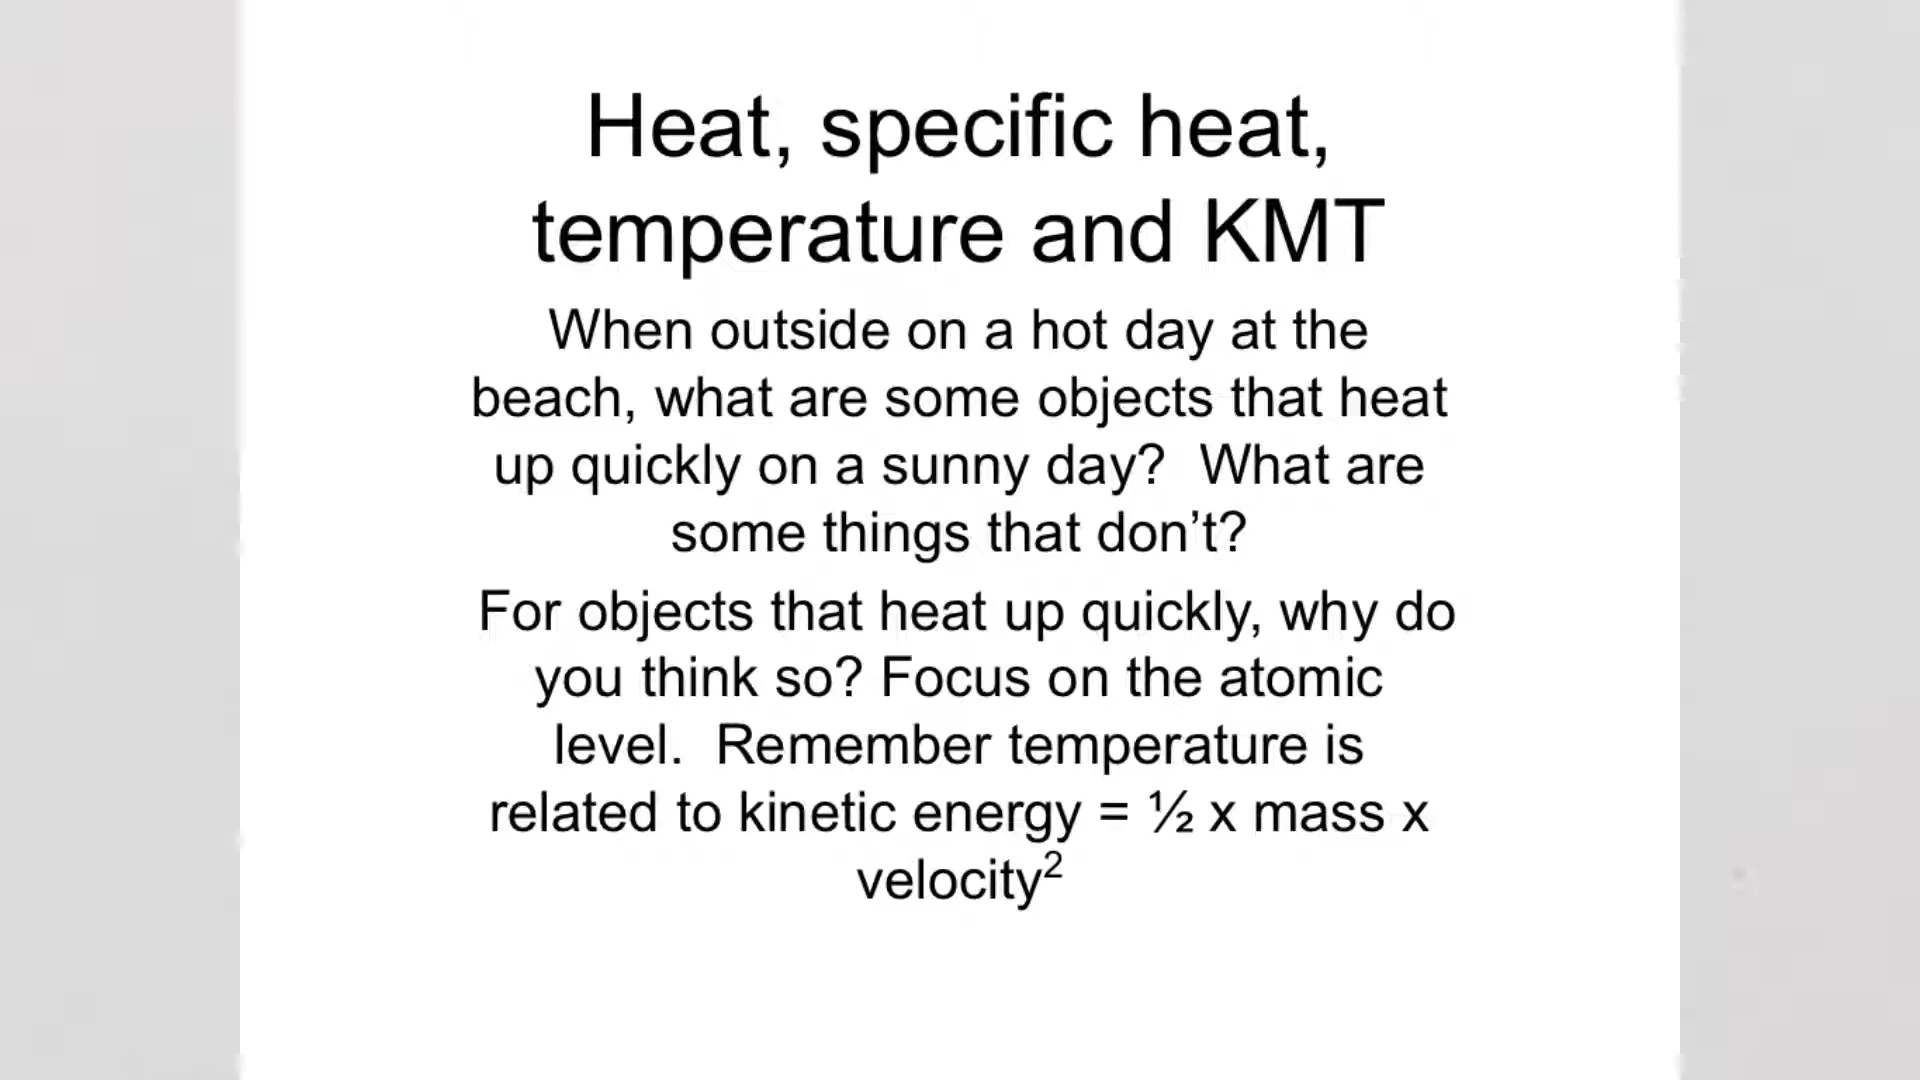 Heat, specific heat,
temperature and KMT
When outside on a hot day at the
beach, what are some objects that heat
up quickly on a sunny day?  What are
some things that don’t?
For objects that heat up quickly, why do
you think so? Focus on the atomic
level.  Remember temperature is
related to kinetic energy = ½ x mass x
velocity²